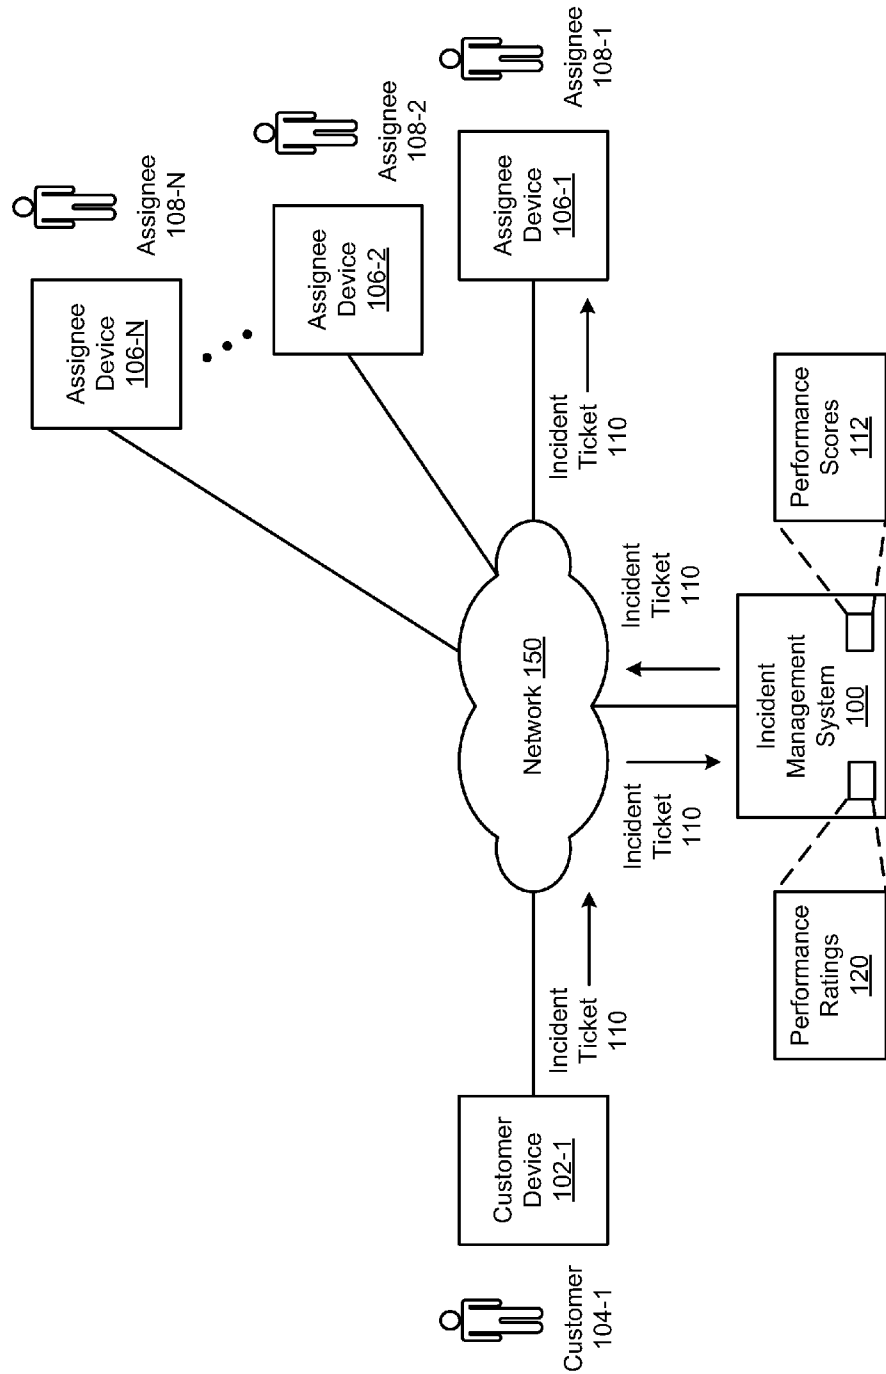 Assignee
108-N
Assignee
Device
106-N
Assignee
108-2
Assignee
Device
106-2
Assignee
108-1
Assignee
Device
106-1
Incident
Ticket
110
Network 150
Incident
Ticket
110
Customer
104-1
Customer
Device
102-1
Incident
Ticket
110
Incident
Ticket
110
Incident
Management
System
100
Performance
Ratings
120
Performance
Scores
112